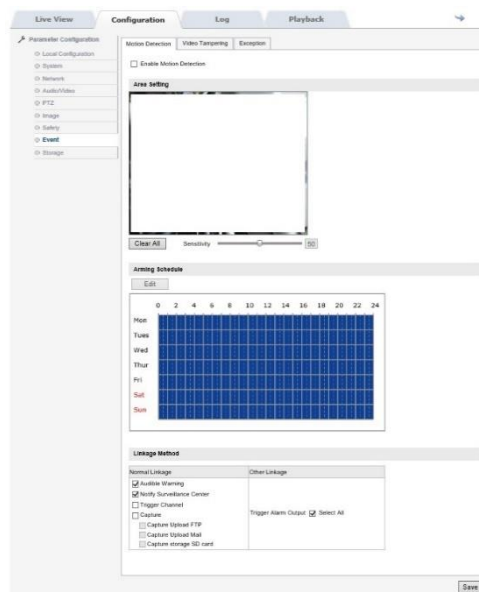 Live View Configuration Log Playback
Parameter Configuration
Local Configuration
System
Network
Audio/Video
PTZ
Image
Safety
Event
Storage
Motion Detection Video Tampering Exception
Enable Motion Detection
Area Setting
Clear All Sensitivity 50
Arming Schedule
Edit
0 2 4 6 8 10 12 14 16 18 20 22 24
Mon
Tues
Wed
Thur
Fri
Sat
Sun
Linkage Method
Normal Linkage Other Linkage
Audible Warning
Notify Surveillance Center
Trigger Channel
Capture
Capture Upload FTP
Capture Upload Mail
Capture storage SD card
Trigger Alarm Output Select All
Save